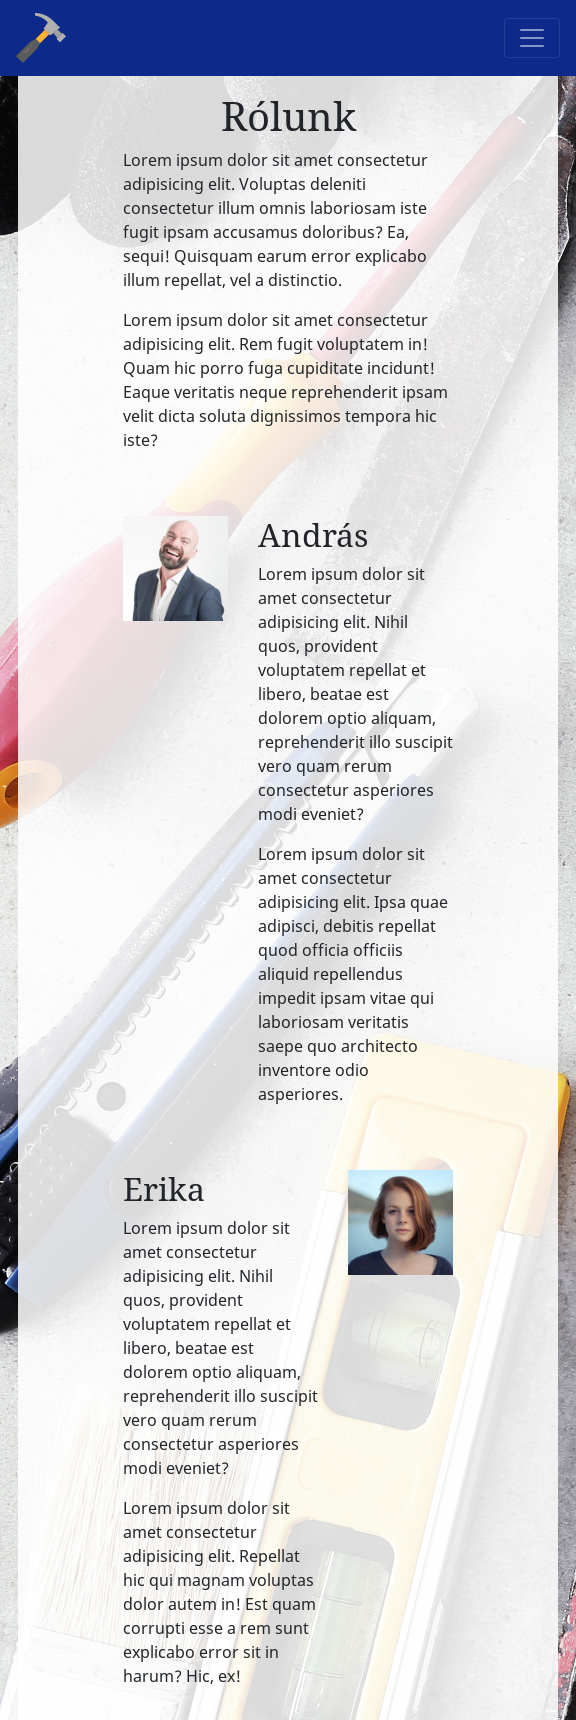 Rólunk
Lorem ipsum dolor sit amet consectetur
adipisicing elit. Voluptas deleniti
consectetur illum omnis laboriosam iste
fugit ipsam accusamus doloribus? Ea,
sequi! Quisquam earum error explicabo
illum repellat, vel a distinctio.
Lorem ipsum dolor sit amet consectetur
adipisicing elit. Rem fugit voluptatem in!
Quam hic porro fuga cupiditate incidunt!
Eaque veritatis neque reprehenderit ipsam
velit dicta soluta dignissimos tempora hic
iste?
András
Lorem ipsum dolor sit
amet consectetur
adipisicing elit. Nihil
quos, provident
voluptatem repellat et
libero, beatae est
dolorem optio aliquam,
reprehenderit illo suscipit
vero quam rerum
consectetur asperiores
modi eveniet?
Lorem ipsum dolor sit
amet consectetur
adipisicing elit. Ipsa quae
adipisci, debitis repellat
quod officia officiis
aliquid repellendus
impedit ipsam vitae qui
laboriosam veritatis
saepe quo architecto
inventore odio
asperiores.
Erika
Lorem ipsum dolor sit
amet consectetur
adipisicing elit. Nihil
quos, provident
voluptatem repellat et
libero, beatae est
dolorem optio aliquam,
reprehenderit illo suscipit
vero quam rerum
consectetur asperiores
modi eveniet?
Lorem ipsum dolor sit
amet consectetur
adipisicing elit. Repellat
hic qui magnam voluptas
dolor autem in! Est quam
corrupti esse a rem sunt
explicabo error sit in
harum? Hic, ex!